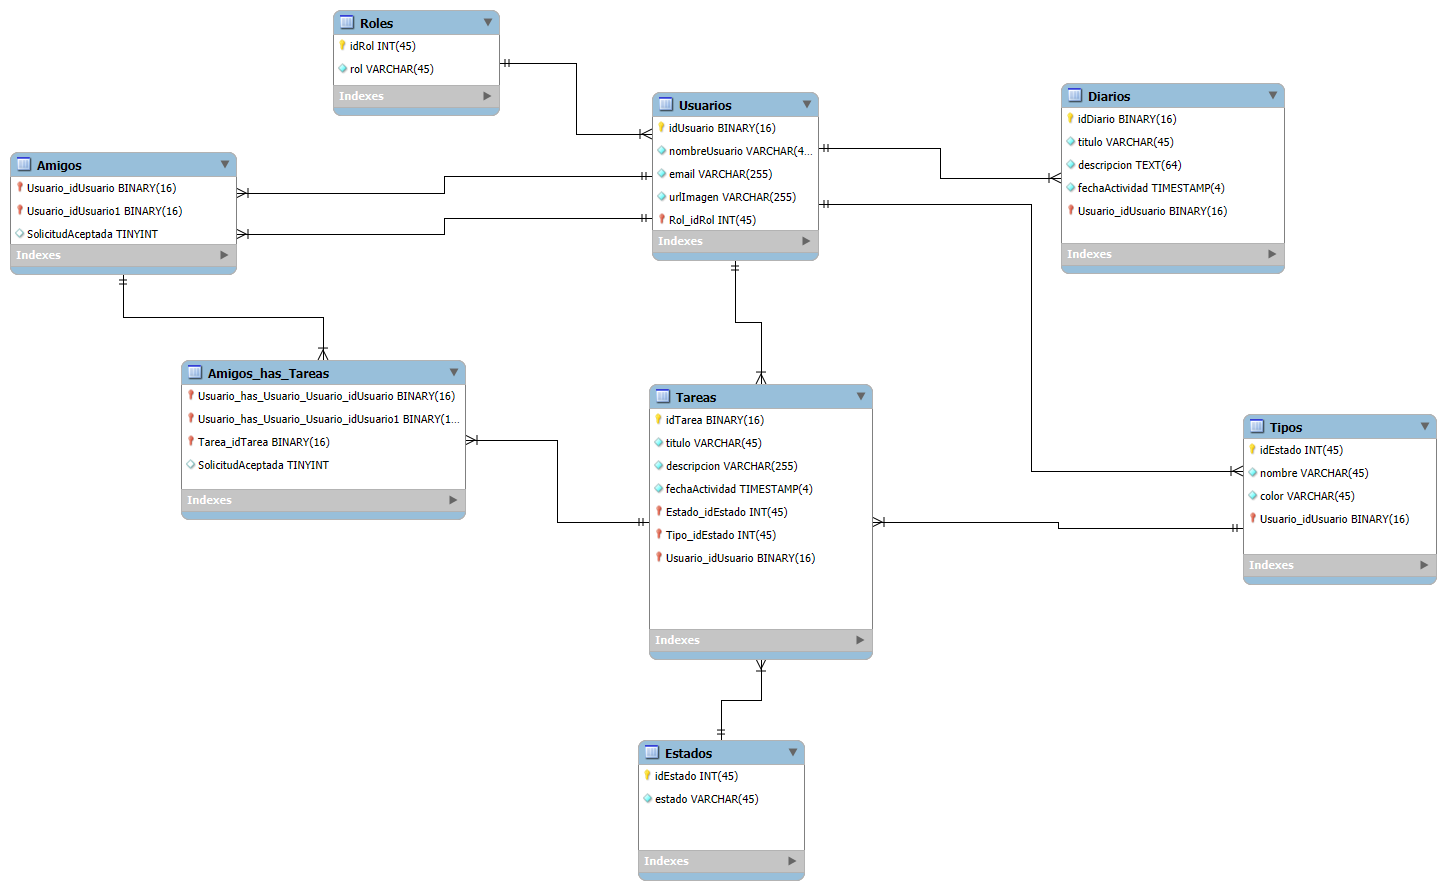 Roles
idRol INT(45)
rol VARCHAR(45)
Indexes
Usuarios
idUsuario BINARY(16)
nombreUsuario VARCHAR(4...
email VARCHAR(255)
urlImagen VARCHAR(255)
Rol_idRol INT(45)
Indexes
Diarios
idDiario BINARY(16)
titulo VARCHAR(45)
descripcion TEXT(64)
fechaActividad TIMESTAMP(4)
Usuario_idUsuario BINARY(16)
Indexes
Amigos
Usuario_idUsuario BINARY(16)
Usuario_idUsuario1 BINARY(16)
SolicitudAceptada TINYINT
Indexes
Amigos_has_Tareas
Usuario_has_Usuario_Usuario_idUsuario BINARY(16)
Usuario_has_Usuario_Usuario_idUsuario1 BINARY(1...
Tarea_idTarea BINARY(16)
SolicitudAceptada TINYINT
Indexes
Tareas
idTarea BINARY(16)
titulo VARCHAR(45)
descripcion VARCHAR(255)
fechaActividad TIMESTAMP(4)
Estado_idEstado INT(45)
Tipo_idEstado INT(45)
Usuario_idUsuario BINARY(16)
Indexes
Tipos
idEstado INT(45)
nombre VARCHAR(45)
color VARCHAR(45)
Usuario_idUsuario BINARY(16)
Indexes
Estados
idEstado INT(45)
estado VARCHAR(45)
Indexes